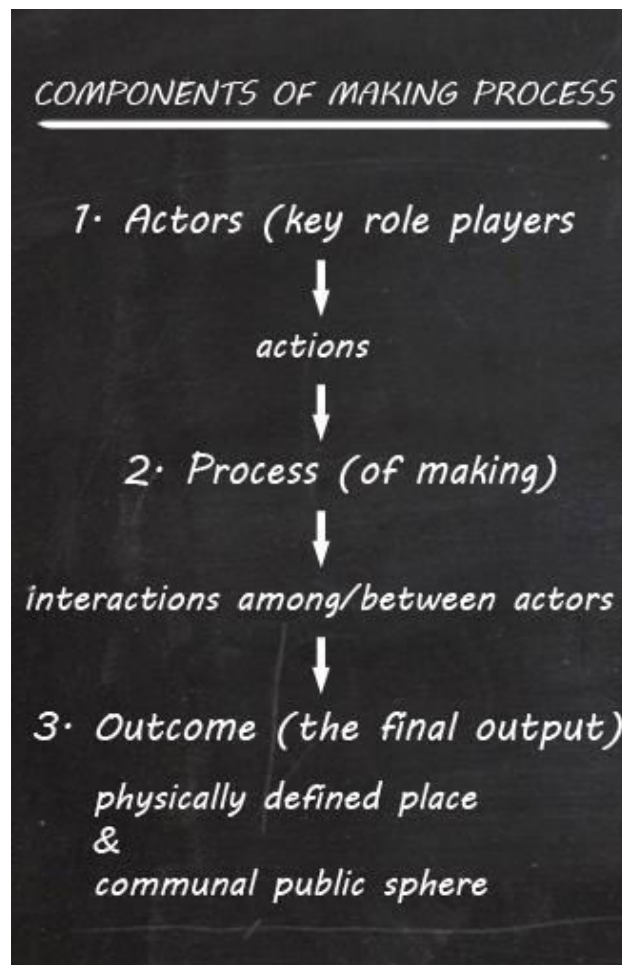 COMPONENTS OF MAKING PROCESS
1. Actors (key role players
actions
2. Process (of making)
interactions among/between actors
3. Outcome (the final output)
physically defined place
&
communal public sphere